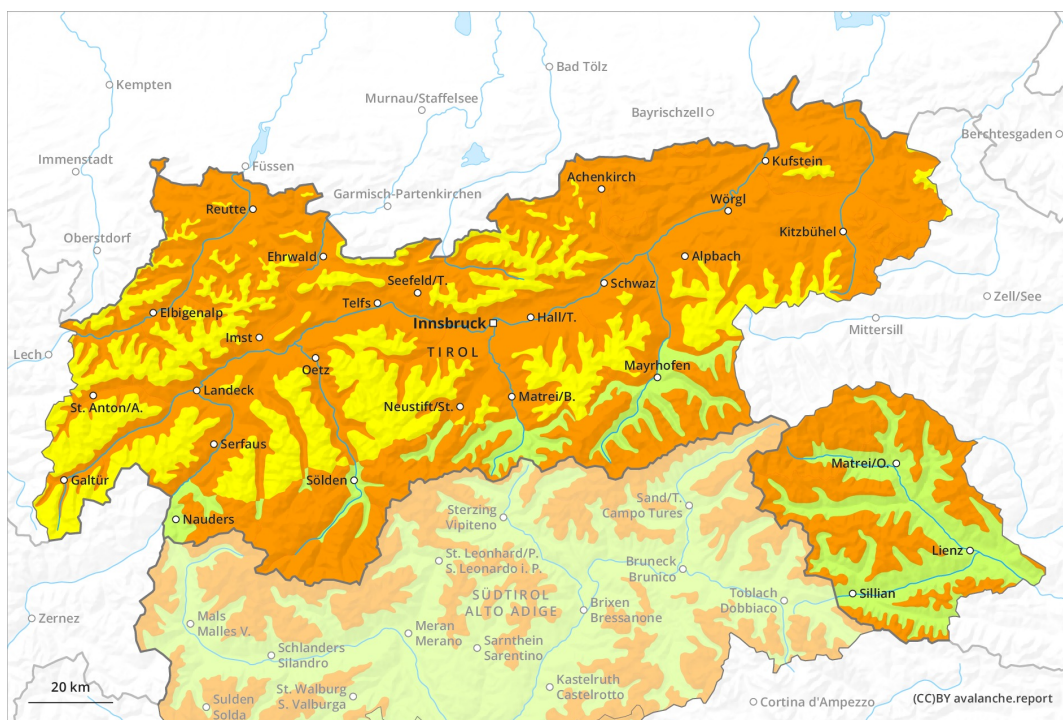 Kempten
Bad Tölz
Murnau/Staffelsee
Bayrischzell
Berchtesgaden
Immenstadt
Füssen
Kufstein
Achenkirch
Garmisch-Partenkirchen
Wörgl
Reutte
Oberstdorf
Kitzbühel
Ehrwald
Alpbach
Seefeld/T.
Schwaz
Zell/See
Telfs
Elbigenalp
Hall/T.
Innsbruck
Mittersill
Imst
Lech
TIROL
Oetz
Mayrhofen
Landeck
Matrei/B.
St. Anton/A.
Neustift/St.
Serfaus
Matrei/O.
Galtür
Sölden
Sand/T.
Campo Tures
Sterzing
Vipiteno
Nauders
Lienz
St. Leonhard/P.
S. Leonardo i. P.
Bruneck
Brunico
Toblach
Dobbiaco
Sillian
SÜDTIROL
ALTO ADIGE
Brixen
Bressanone
Zernez
Mals
Malles V.
Meran
Merano
Sarnthein
Sarentino
Schlanders
Silandro
Kastelruth
Castelrotto
20 km
St. Walburg
S. Valburga
Sulden
Solda
Cortina d'Ampezzo
(CC)BY avalanche.report